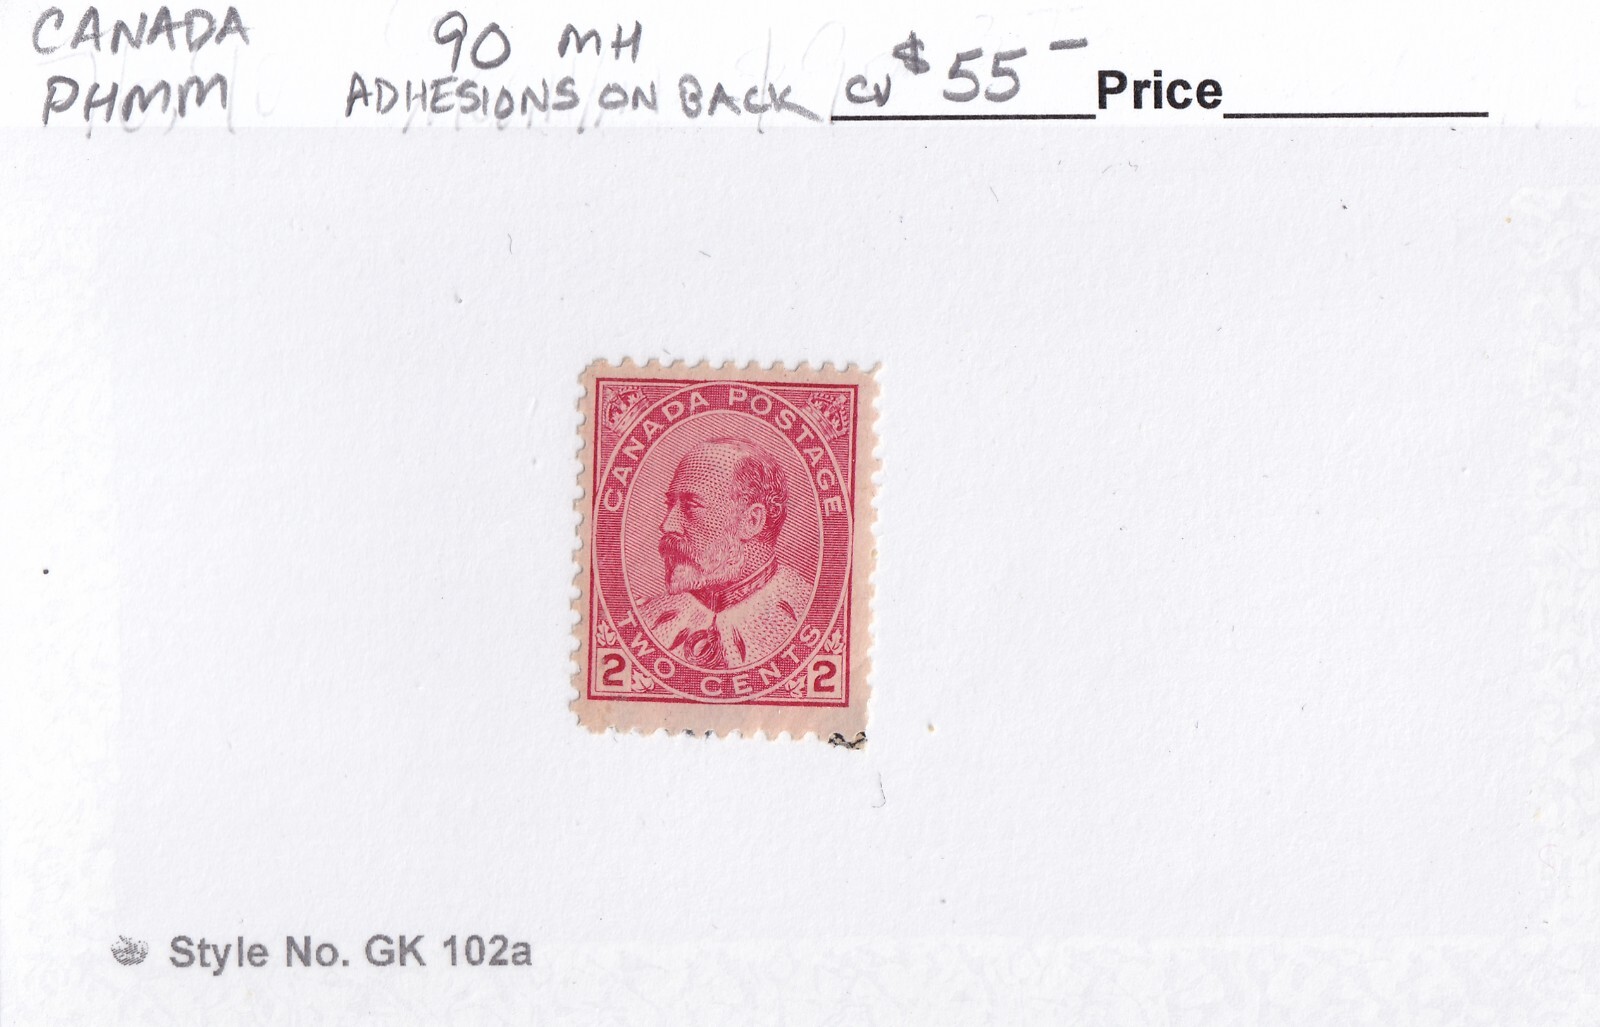 CANADA 90 MH
PHMM ADHESIONS ON BACK CV $55- Price
CANADA POSTAGE
TWO CENTS
2 2
Style No. GK 102a